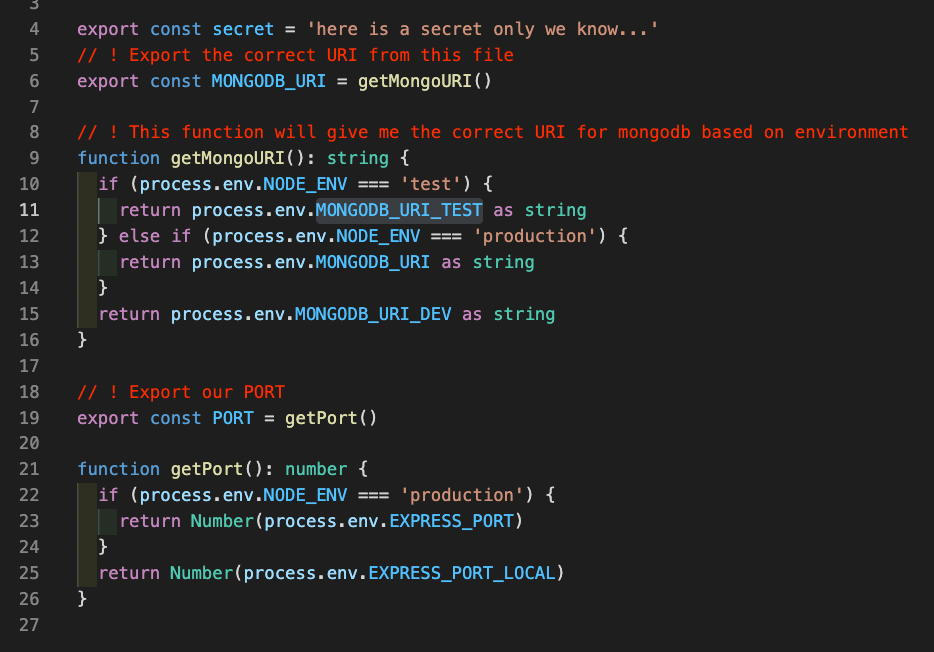 3
4 export const secret = 'here is a secret only we know...'
5 // ! Export the correct URI from this file
6 export const MONGODB_URI = getMongoURI()
7
8 // ! This function will give me the correct URI for mongodb based on environment
9 function getMongoURI(): string {
10 if (process.env.NODE_ENV === 'test') {
11 return process.env.MONGODB_URI_TEST as string
12 } else if (process.env.NODE_ENV === 'production') {
13 return process.env.MONGODB_URI as string
14 }
15 return process.env.MONGODB_URI_DEV as string
16 }
17
18 // ! Export our PORT
19 export const PORT = getPort()
20
21 function getPort(): number {
22 if (process.env.NODE_ENV === 'production') {
23 return Number(process.env.EXPRESS_PORT)
24 }
25 return Number(process.env.EXPRESS_PORT_LOCAL)
26 }
27